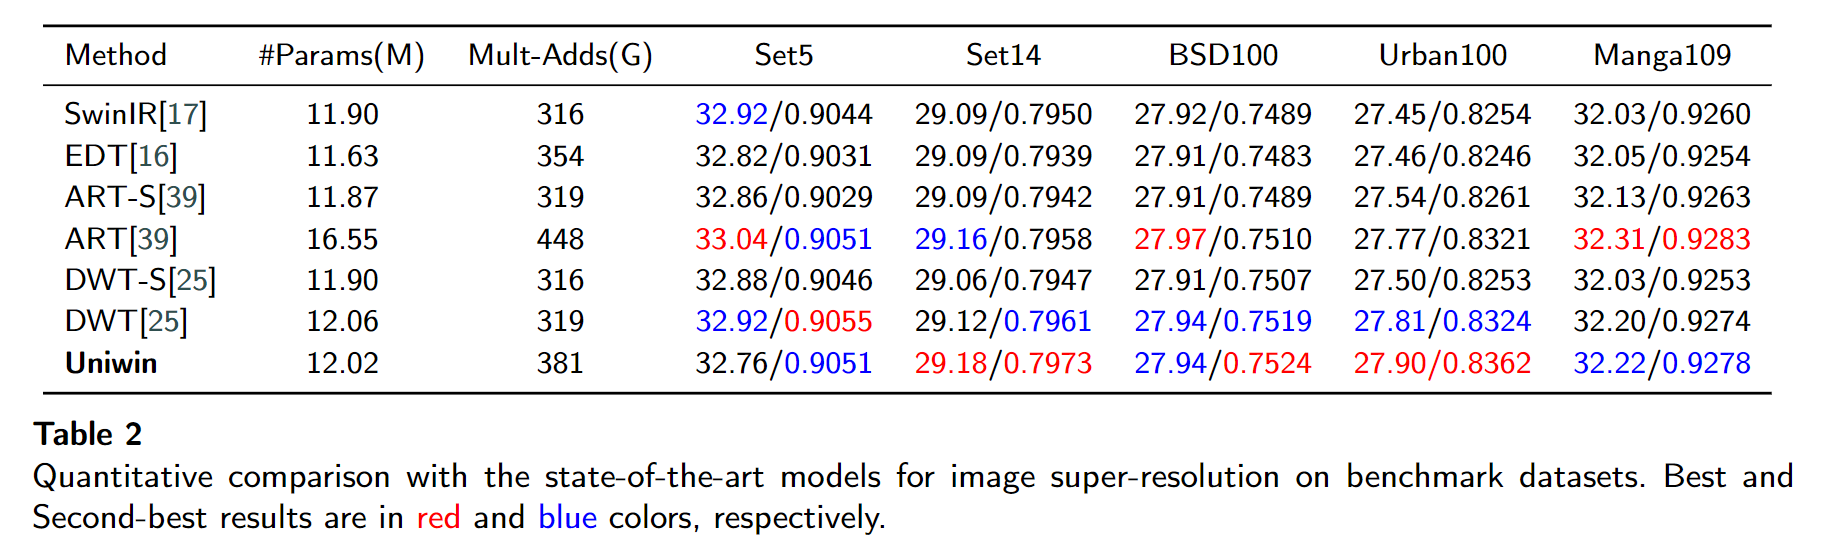 Method #Params(M) Mult-Adds(G) Set5 Set14 BSD100 Urban100 Manga109
SwinIR[17] 11.90 316 32.92/0.9044 29.09/0.7950 27.92/0.7489 27.45/0.8254 32.03/0.9260
EDT[16] 11.63 354 32.82/0.9031 29.09/0.7939 27.91/0.7483 27.46/0.8246 32.05/0.9254
ART-S[39] 11.87 319 32.86/0.9029 29.09/0.7942 27.91/0.7489 27.54/0.8261 32.13/0.9263
ART[39] 16.55 448 33.04/0.9051 29.16/0.7958 27.97/0.7510 27.77/0.8321 32.31/0.9283
DWT-S[25] 11.90 316 32.88/0.9046 29.06/0.7947 27.91/0.7507 27.50/0.8253 32.03/0.9253
DWT[25] 12.06 319 32.92/0.9055 29.12/0.7961 27.94/0.7519 27.81/0.8324 32.20/0.9274
Uniwin 12.02 381 32.76/0.9051 29.18/0.7973 27.94/0.7524 27.90/0.8362 32.22/0.9278
Table 2
Quantitative comparison with the state-of-the-art models for image super-resolution on benchmark datasets. Best and
Second-best results are in red and blue colors, respectively.